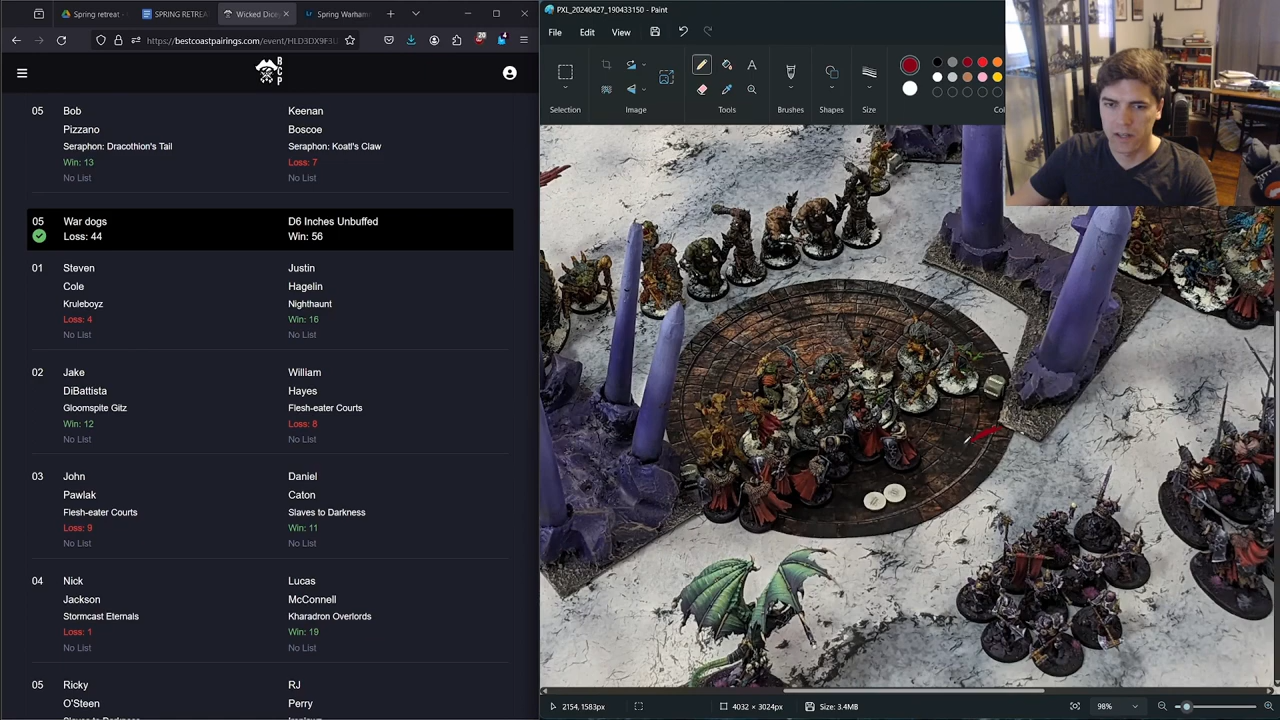 Spring retreat
SPRING RETREA
Wicked Dice
Spring Warham
https://bestcoastpairings.com/event/HLD3DX9F3L
20
BCP
05 Bob Keenan
Pizzano Boscoe
Seraphon: Dracothion's Tail Seraphon: Koatl's Claw
Win: 13 Loss: 7
No List No List
05 War dogs D6 Inches Unbuffed
Loss: 44 Win: 56
01 Steven Justin
Cole Hagelin
Kruleboyz Nighthaunt
Loss: 4 Win: 16
No List No List
02 Jake William
DiBattista Hayes
Gloomspite Gitz Flesh-eater Courts
Win: 12 Loss: 8
No List No List
03 John Daniel
Pawlak Caton
Flesh-eater Courts Slaves to Darkness
Loss: 9 Win: 11
No List No List
04 Nick Lucas
Jackson McConnell
Stormcast Eternals Kharadron Overlords
Loss: 1 Win: 19
No List No List
05 Ricky RJ
O'Steen Perry
PXL_20240427_190433150 - Paint
File Edit View
Selection Image Tools Brushes Shapes Size Co
2154, 1583px 4032 × 3024px Size: 3.4MB 98%